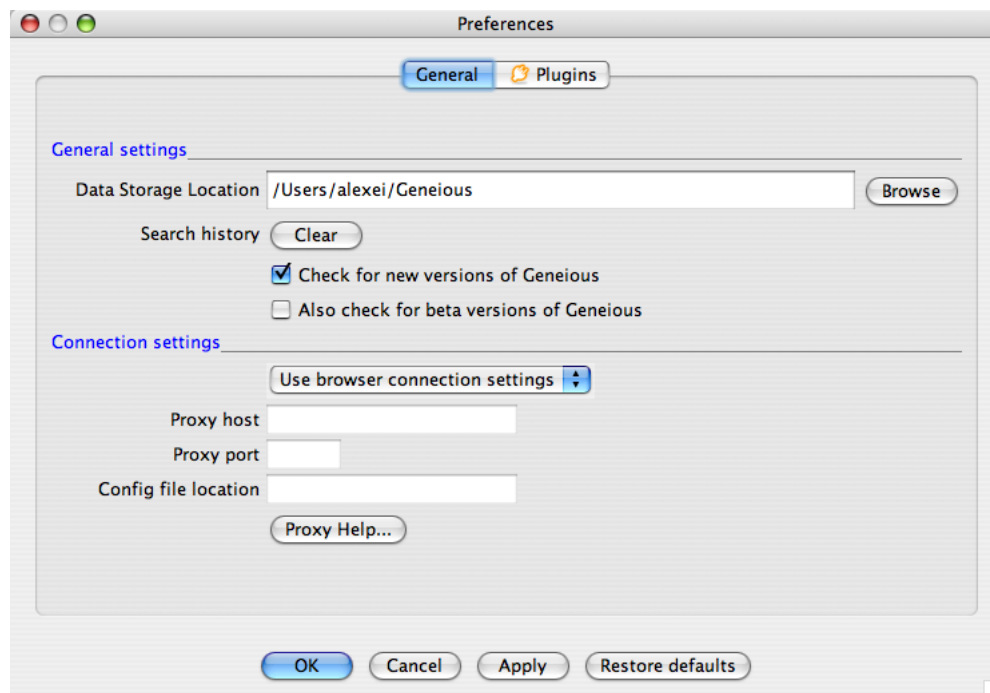 Preferences
General Plugins
General settings
Data Storage Location /Users/alexei/Geneious Browse
Search history Clear
Check for new versions of Geneious
Also check for beta versions of Geneious
Connection settings
Use browser connection settings
Proxy host
Proxy port
Config file location
Proxy Help...
OK Cancel Apply Restore defaults